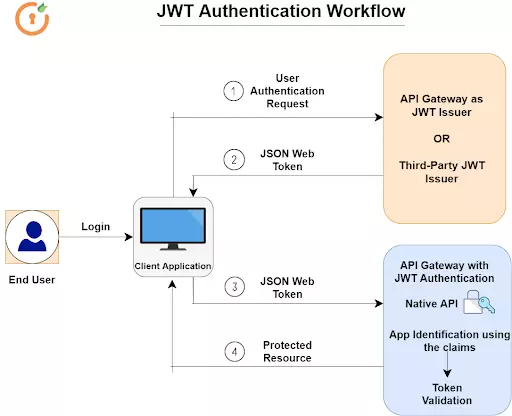 JWT Authentication Workflow
1
User
Authentication
Request
API Gateway as
JWT Issuer
OR
Third-Party JWT
Issuer
2
JSON Web
Token
Login
End User
Client Application
3
JSON Web
Token
API Gateway with
JWT Authentication
Native API
App Identification using
the claims
Token
Validation
4
Protected
Resource